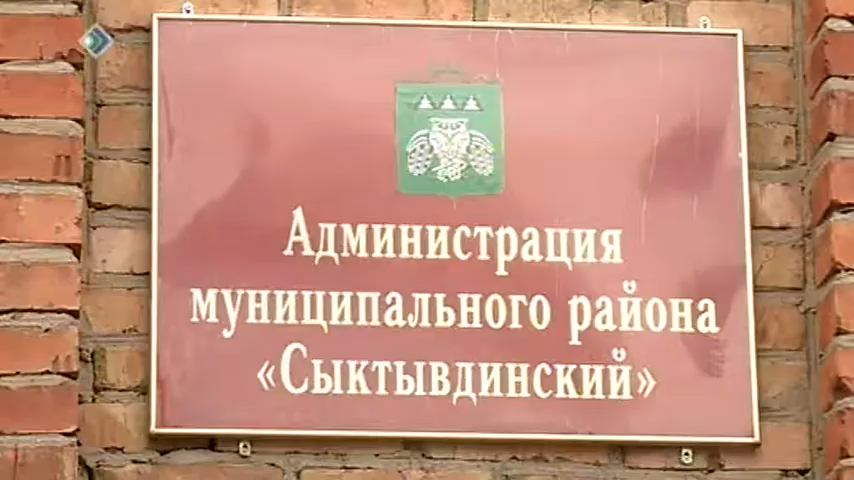 Администрация
муниципального района
«Сыктывдинский»